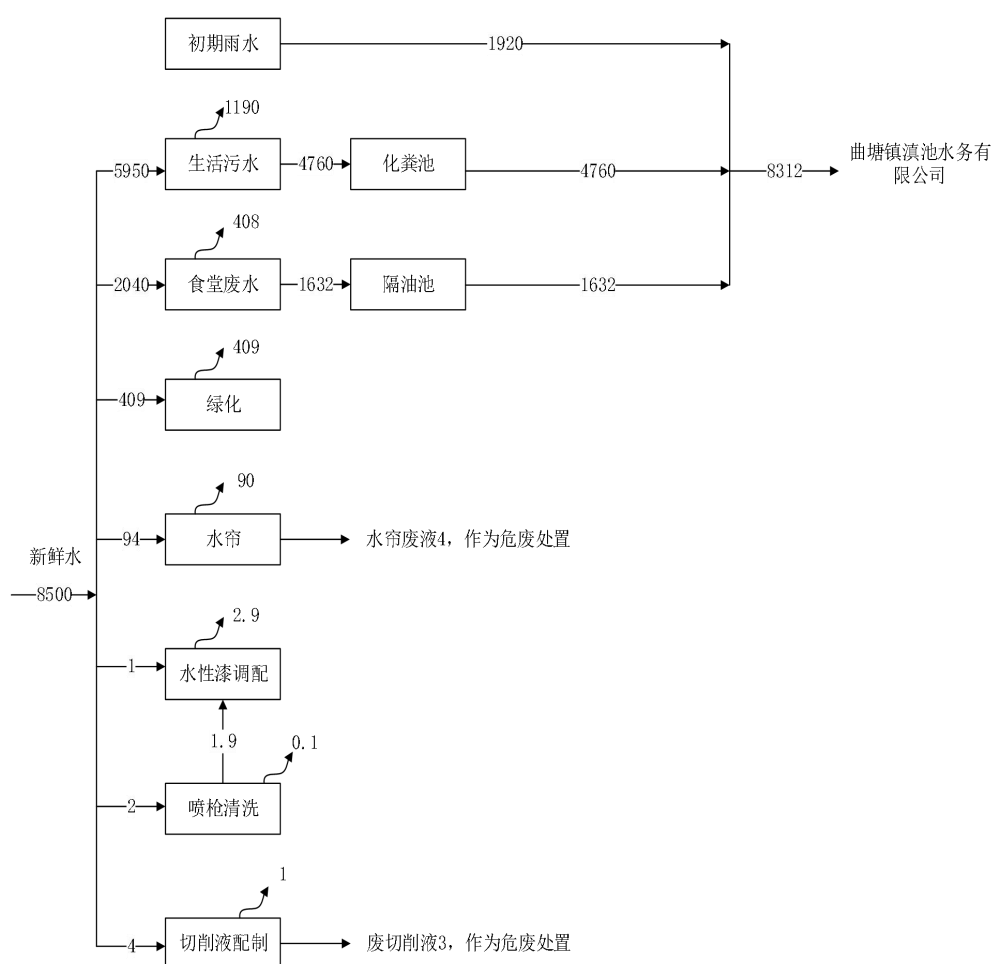 初期雨水
1920
1190
5950
生活污水
4760
化粪池
4760
8312
曲塘镇滇池水务有
限公司
408
2040
食堂废水
1632
隔油池
1632
409
409
绿化
90
94
水帘
水帘废液4，作为危废处置
新鲜水
8500
2.9
1
水性漆调配
1.9
0.1
2
喷枪清洗
1
4
切削液配制
废切削液3，作为危废处置